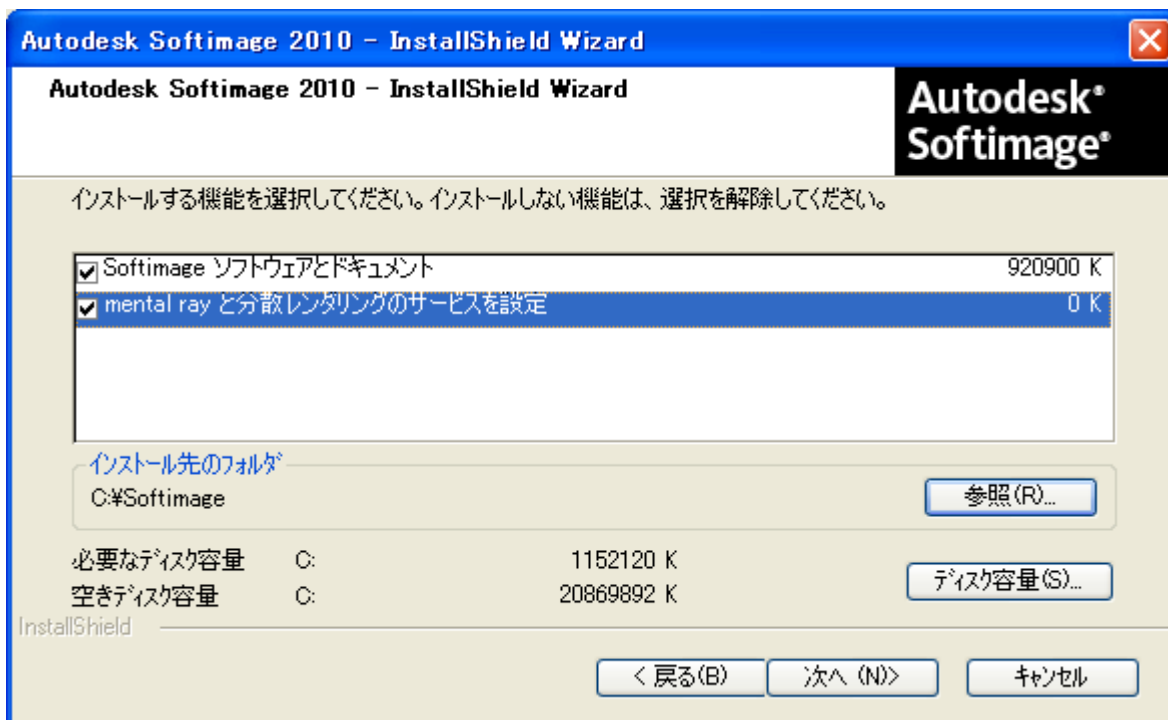 Autodesk Softimage 2010 - InstallShield Wizard
Autodesk Softimage 2010 - InstallShield Wizard
Autodesk®
Softimage®
インストールする機能を選択してください。インストールしない機能は、選択を解除してください。
Softimage ソフトウェアとドキュメント 920900 K
mental ray と分散レンダリングのサービスを設定 0 K
インストール先のフォルダ
C:¥Softimage 参照(R)...
必要なディスク容量 C: 1152120 K
ディスク容量(S)...
空きディスク容量 C: 20869892 K
InstallShield
< 戻る(B) 次へ (N)> キャンセル